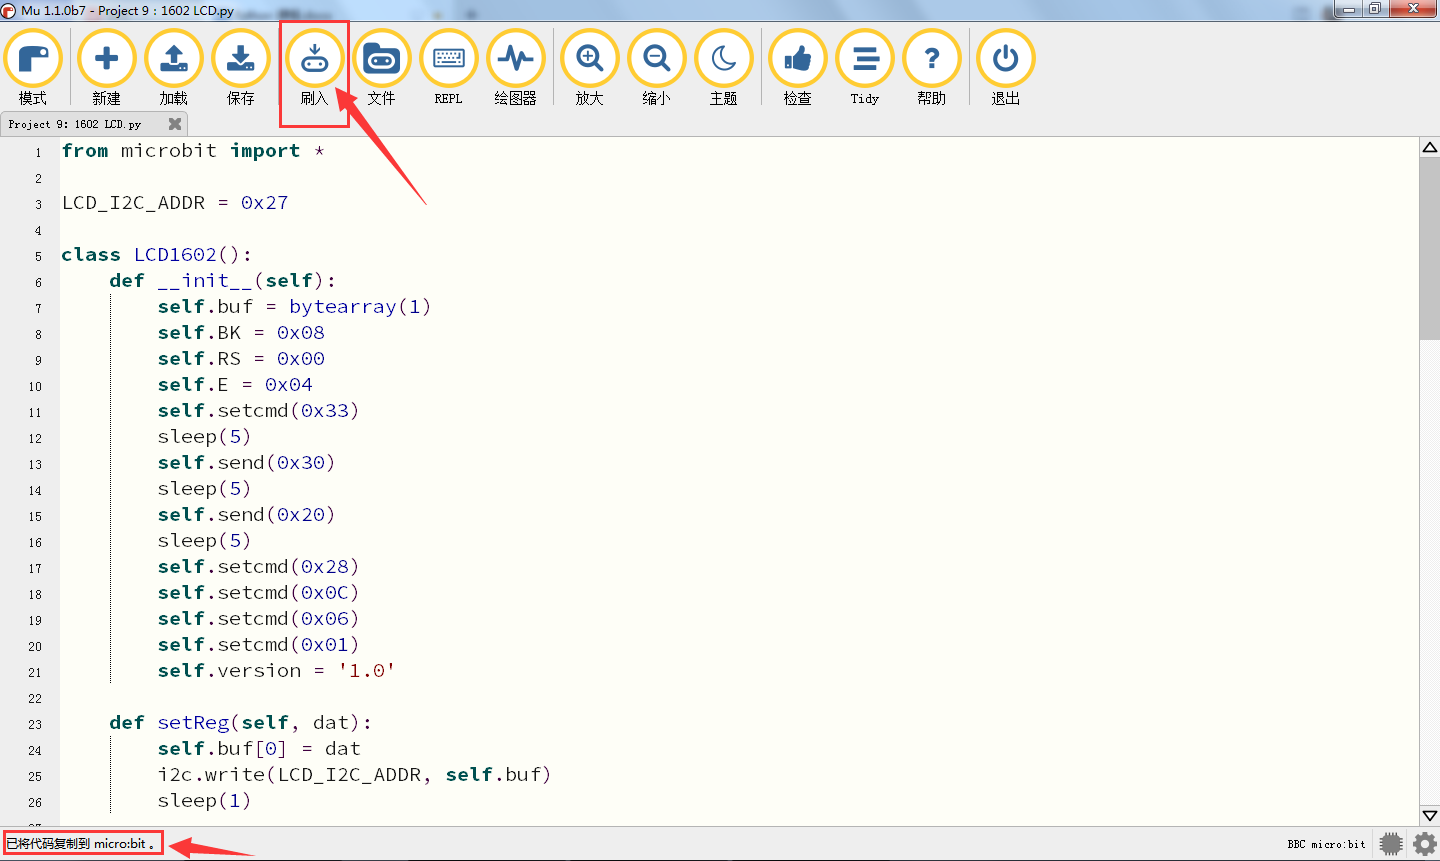 Mu 1.1.0b7 - Project 9：1602 LCD.py
模式 新建 加载 保存 刷入 文件 REPL 绘图器 放大 缩小 主题 检查 Tidy 帮助 退出
Project 9：1602 LCD.py
1 from microbit import *
2
3 LCD_I2C_ADDR = 0x27
4
5 class LCD1602():
6     def __init__(self):
7         self.buf = bytearray(1)
8         self.BK = 0x08
9         self.RS = 0x00
10         self.E = 0x04
11         self.setcmd(0x33)
12         sleep(5)
13         self.send(0x30)
14         sleep(5)
15         self.send(0x20)
16         sleep(5)
17         self.setcmd(0x28)
18         self.setcmd(0x0C)
19         self.setcmd(0x06)
20         self.setcmd(0x01)
21         self.version = '1.0'
22
23     def setReg(self, dat):
24         self.buf[0] = dat
25         i2c.write(LCD_I2C_ADDR, self.buf)
26         sleep(1)
已将代码复制到 micro:bit 。
BBC micro:bit